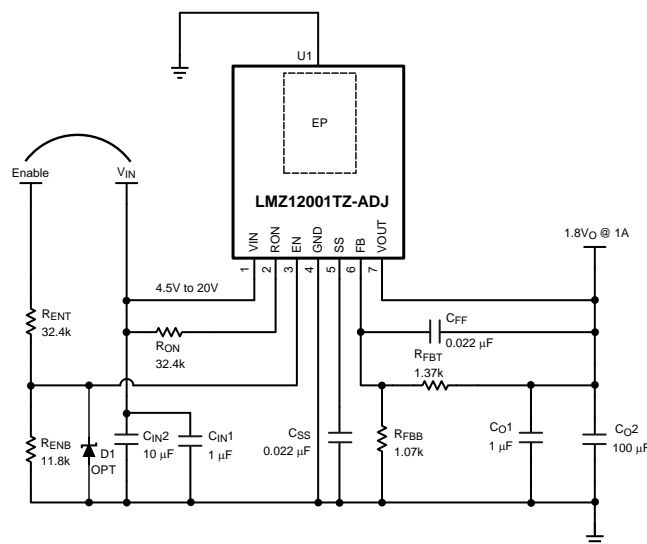 U1
EP
LMZ12001TZ-ADJ
Enable
VIN
VIN
RON
EN
GND
SS
FB
VOUT
1
2
3
4
5
6
7
1.8VO @ 1A
4.5V to 20V
RENT
32.4k
RON
32.4k
CFF
0.022 μF
RFBT
1.37k
RENB
11.8k
D1
OPT
CIN2
10 μF
CIN1
1 μF
CSS
0.022 μF
RFBB
1.07k
CO1
1 μF
CO2
100 μF